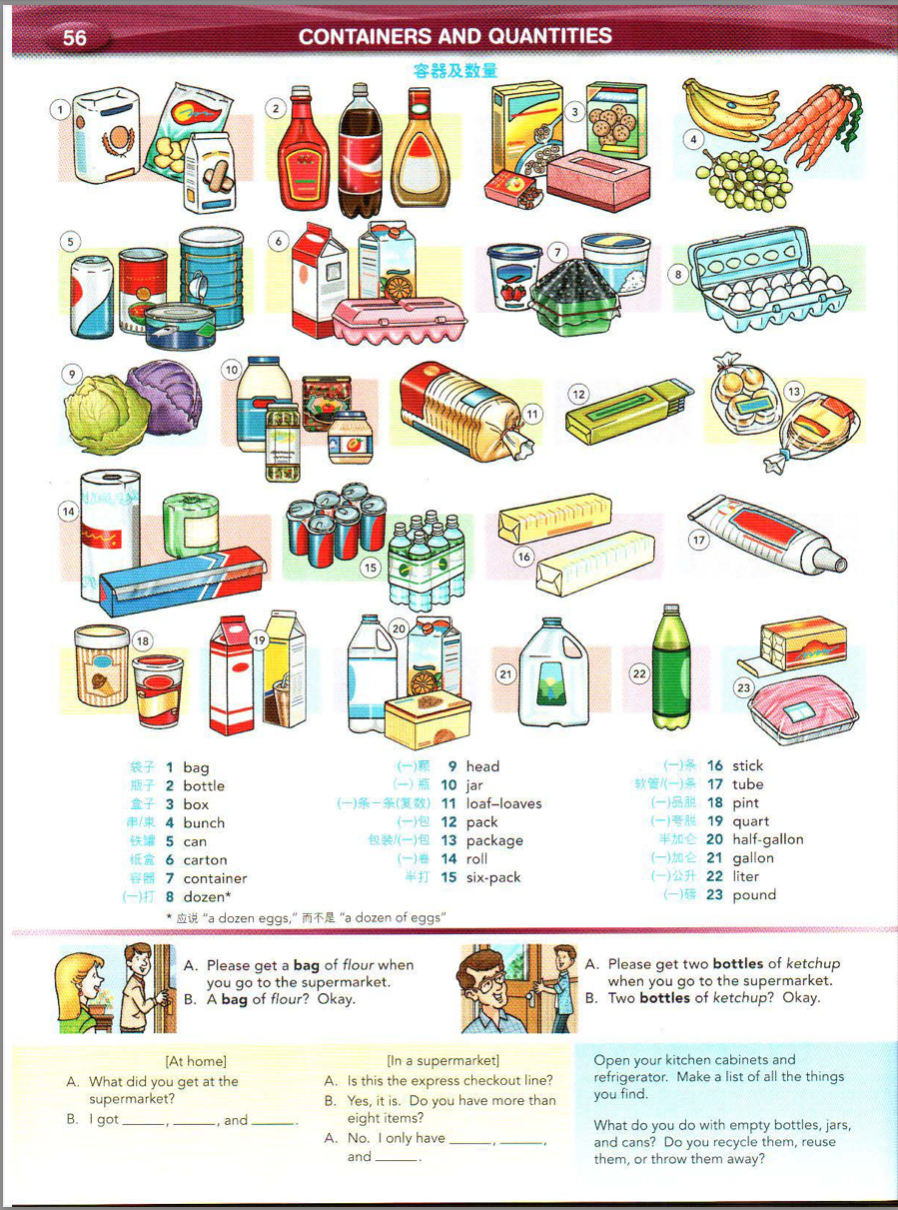 56
CONTAINERS AND QUANTITIES
容器及数量
1
2
3
4
5
6
7
8
9
10
11
12
13
14
15
16
17
18
19
20
21
22
23
袋子 1 bag
瓶子 2 bottle
盒子 3 box
串/束 4 bunch
铁罐 5 can
纸盒 6 carton
容器 7 container
(一)打 8 dozen*
(一)颗 9 head
(一)瓶 10 jar
(一)条－条(复数) 11 loaf–loaves
(一)包 12 pack
包装/(一)包 13 package
(一)卷 14 roll
半打 15 six-pack
(一)条 16 stick
软管/(一)条 17 tube
(一)品脱 18 pint
(一)夸脱 19 quart
半加仑 20 half-gallon
(一)加仑 21 gallon
(一)公升 22 liter
(一)磅 23 pound
* 应说 “a dozen eggs,” 而不是 “a dozen of eggs”
A. Please get a bag of flour when
you go to the supermarket.
B. A bag of flour? Okay.
A. Please get two bottles of ketchup
when you go to the supermarket.
B. Two bottles of ketchup? Okay.
[At home]
A. What did you get at the
supermarket?
B. I got ______, ______, and ______.
[In a supermarket]
A. Is this the express checkout line?
B. Yes, it is. Do you have more than
eight items?
A. No. I only have ______, ______,
and ______.
Open your kitchen cabinets and
refrigerator. Make a list of all the things
you find.
What do you do with empty bottles, jars,
and cans? Do you recycle them, reuse
them, or throw them away?